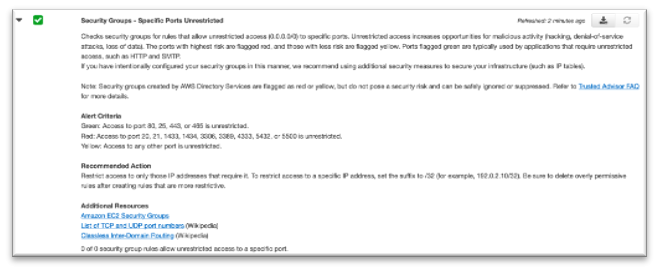 Security Groups - Specific Ports Unrestricted
Refreshed: 2 minutes ago
Checks security groups for rules that allow unrestricted access (0.0.0.0/0) to specific ports. Unrestricted access increases opportunities for malicious activity (hacking, denial-of-service
attacks, loss of data). The ports with highest risk are flagged red, and those with less risk are flagged yellow. Ports flagged green are typically used by applications that require unrestricted
access, such as HTTP and SMTP.
If you have intentionally configured your security groups in this manner, we recommend using additional security measures to secure your infrastructure (such as IP tables).
Note: Security groups created by AWS Directory Services are flagged as red or yellow, but do not pose a security risk and can be safely ignored or suppressed. Refer to Trusted Advisor FAQ
for more details.
Alert Criteria
Green: Access to port 80, 25, 443, or 465 is unrestricted.
Red: Access to port 20, 21, 1433, 1434, 3306, 3389, 4333, 5432, or 5500 is unrestricted.
Yellow: Access to any other port is unrestricted.
Recommended Action
Restrict access to only those IP addresses that require it. To restrict access to a specific IP address, set the suffix to /32 (for example, 192.0.2.10/32). Be sure to delete overly permissive
rules after creating rules that are more restrictive.
Additional Resources
Amazon EC2 Security Groups
List of TCP and UDP port numbers (Wikipedia)
Classless Inter-Domain Routing (Wikipedia)
0 of 0 security group rules allow unrestricted access to a specific port.